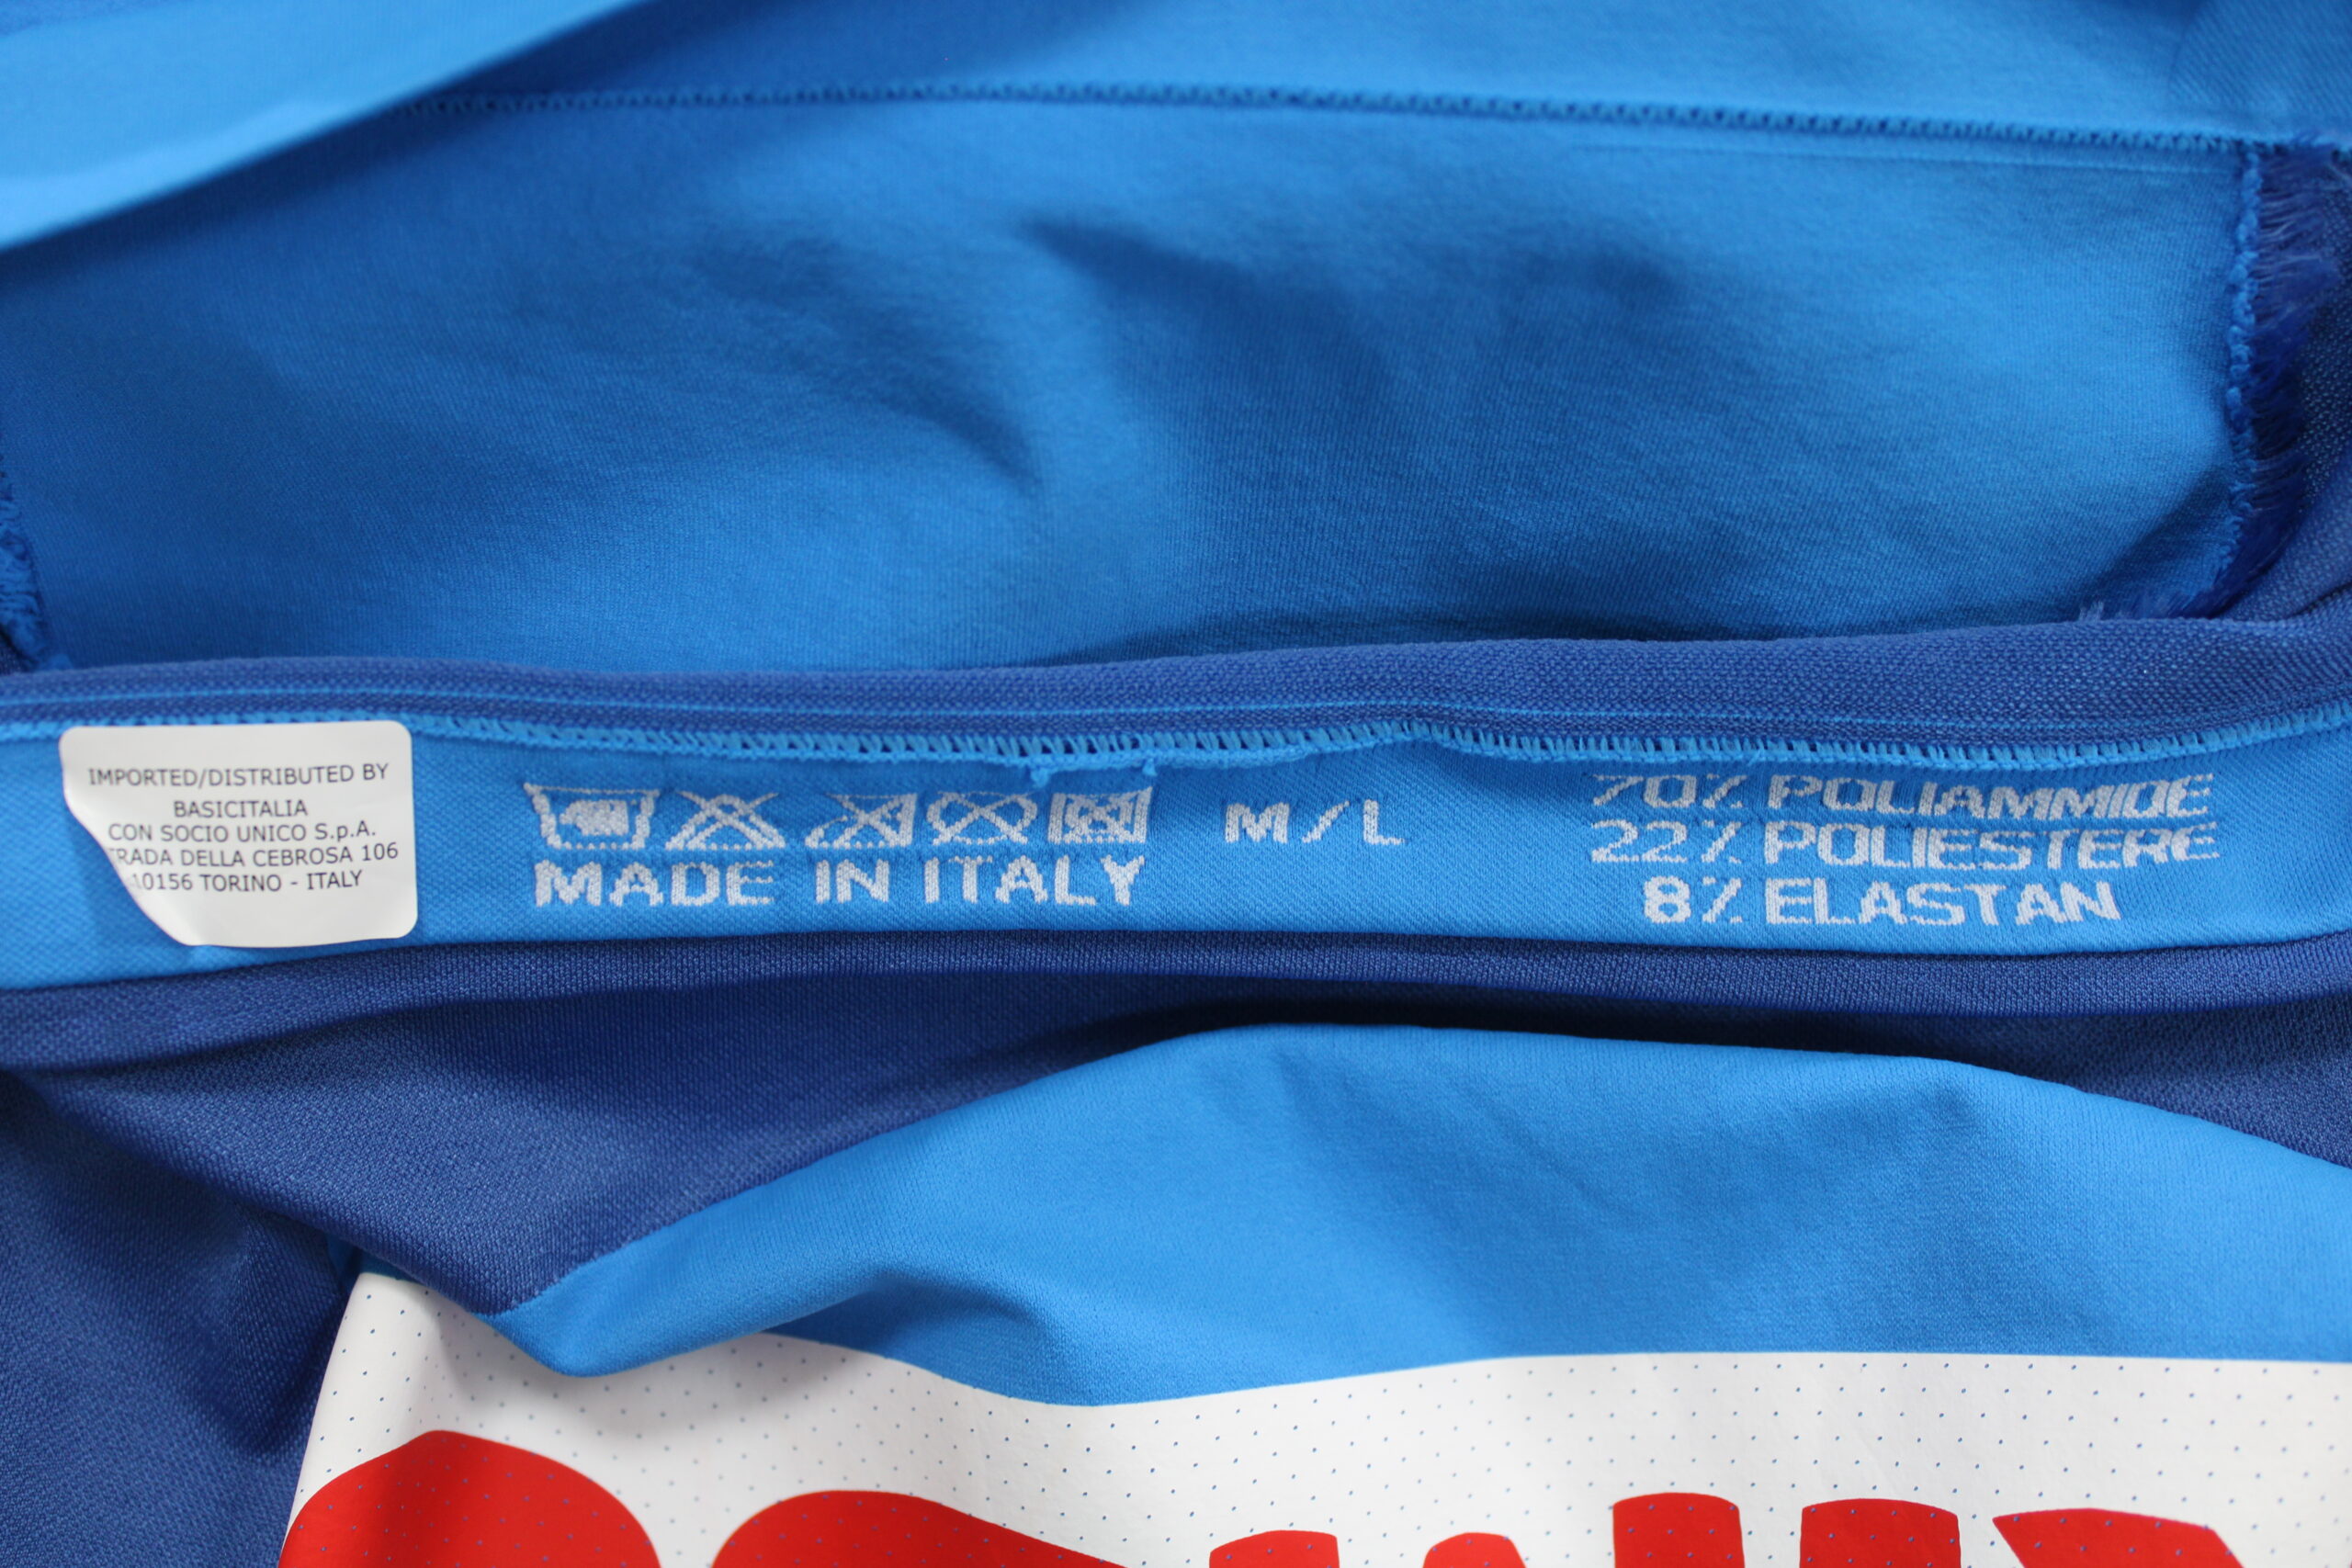 IMPORTED/DISTRIBUTED BY
BASICITALIA
CON SOCIO UNICO S.p.A.
DELLA CEBROSA 106
10156 TORINO - ITALY
MADE IN ITALY
M/L
70% POLIAMMIDE
22% POLIESTERE
8% ELASTAN